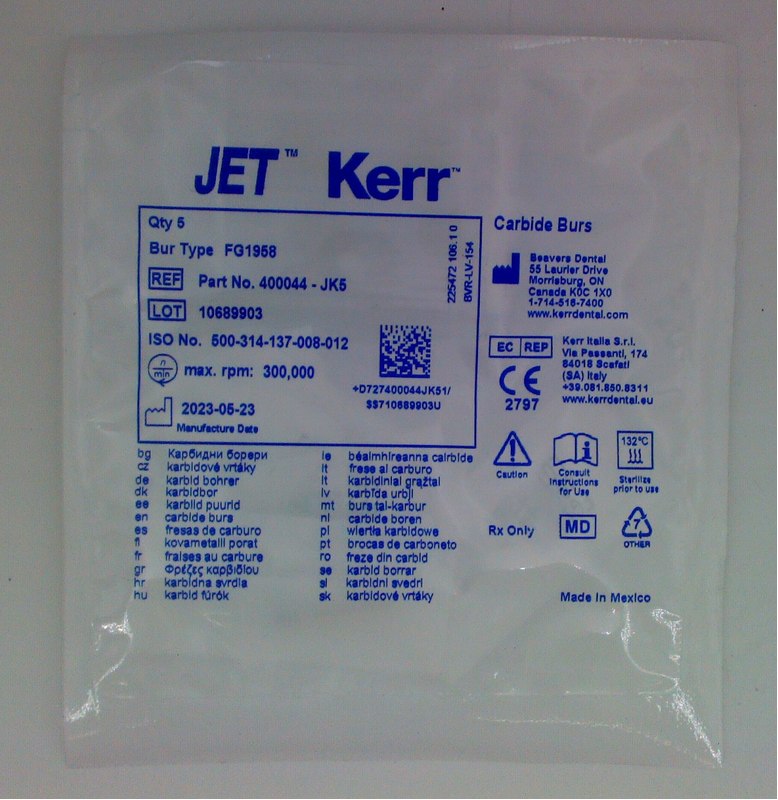 JET™ Kerr™
Qty 5
Bur Type FG1958
REF Part No. 400044 - JK5
LOT 10689903
ISO No. 500-314-137-008-012
n
min
max. rpm: 300,000
2023-05-23
Manufacture Date
225472 106.1 0
BVR-LV-154
+D727400044JK51/
$$710689903U
Carbide Burs
Beavers Dental
55 Laurier Drive
Morrisburg, ON
Canada K0C 1X0
1-714-516-7400
www.kerrdental.com
EC REP
Kerr Italia S.r.l.
Via Passanti, 174
84018 Scafati
(SA) Italy
+39.081.850.8311
www.kerrdental.eu
CE
2797
Caution
Consult
Instructions
for Use
132°C
Sterilize
prior to use
Rx Only
MD
7
OTHER
Made in Mexico
bg Карбидни борери
cz karbidové vrtáky
de karbid bohrer
dk karbidbor
ee karbiid puurid
en carbide burs
es fresas de carburo
fi kovametalli porat
fr fraises au carbure
gr Φρέζες καρβιδίου
hr karbidna svrdla
hu karbid fúrók
ie béalmhireanna cairbíde
it frese al carburo
lt karbidiniai grąžtai
lv karbīda urbji
mt burs tal-karbur
nl carbide boren
pl wiertła karbidowe
pt brocas de carboneto
ro freze din carbid
se karbid borrar
sl karbidni svedri
sk karbidové vrtáky